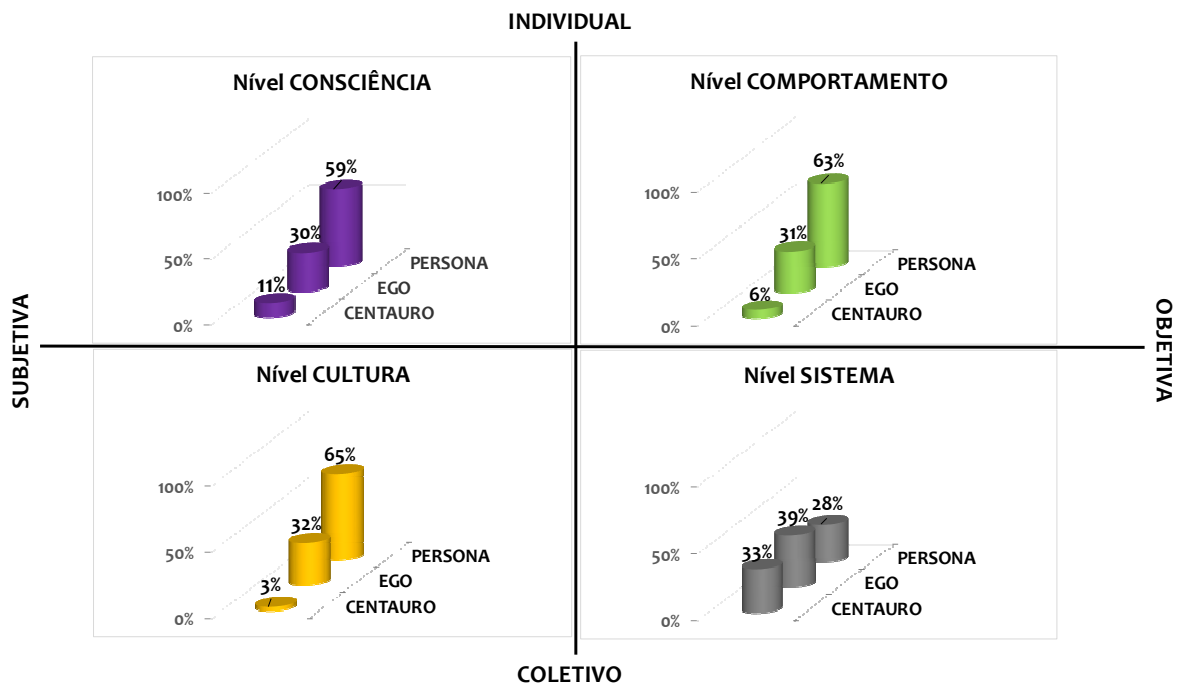 INDIVIDUAL
Nível CONSCIÊNCIA
59%
100%
30%
50%
11%
PERSONA
EGO
CENTAURO
0%
Nível COMPORTAMENTO
63%
100%
31%
50%
6%
PERSONA
EGO
CENTAURO
0%
SUBJETIVA
OBJETIVA
Nível CULTURA
65%
100%
32%
50%
3%
PERSONA
EGO
CENTAURO
0%
Nível SISTEMA
28%
100%
39%
50%
33%
PERSONA
EGO
CENTAURO
0%
COLETIVO